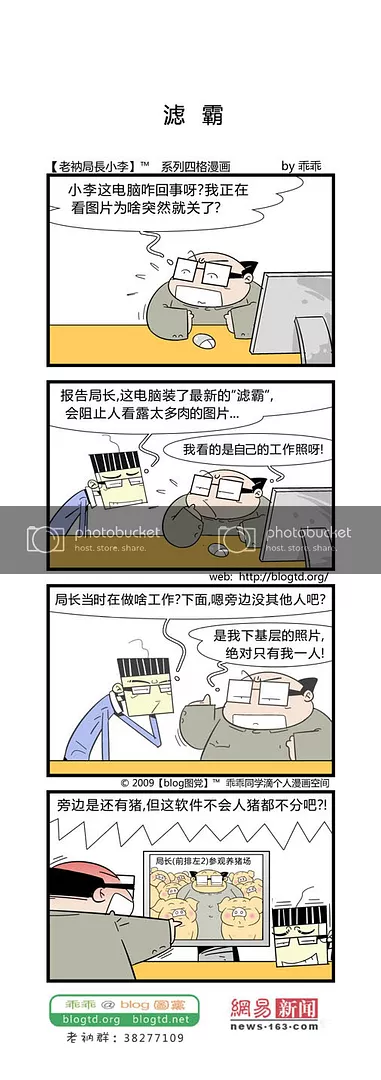 滤 霸
【老衲局長小李】™ 系列四格漫画 by 乖乖
小李这电脑咋回事呀?我正在
看图片为啥突然就关了?
报告局长,这电脑装了最新的"滤霸",
会阻止人看露太多肉的图片...
我看的是自己的工作照呀!
photobucket
host. store. share.
photobucket
host. store. share.
web: http://blogtd.org/
局长当时在做啥工作?下面,嗯旁边没其他人吧?
是我下基层的照片,
绝对只有我一人!
© 2009【blog图党】™ 乖乖同学滴个人漫画空间
旁边是还有猪,但这软件不会人猪都不分吧?!
局长(前排左2)参观养猪场
乖乖@blog圖黨
blogtd.org blogtd.net
老衲群: 38277109
網易 新闻
news·163·com